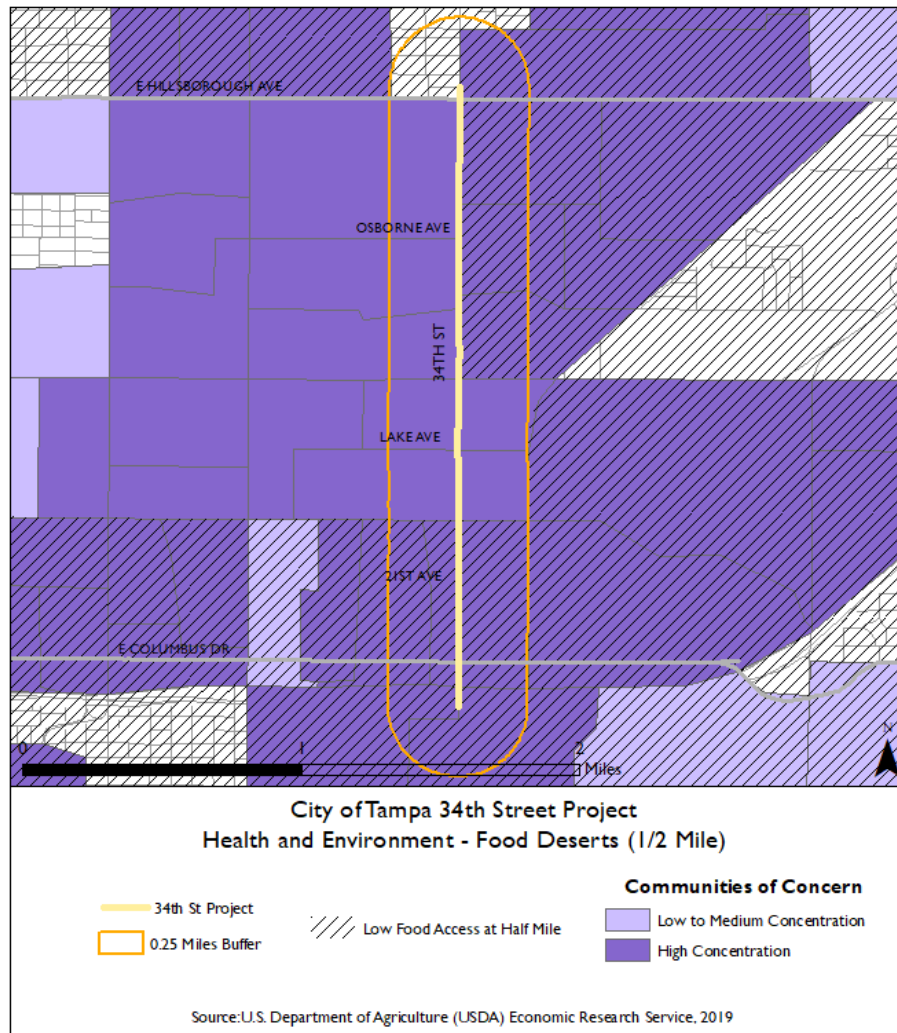 E HILLSBOROUGH AVE
OSBORNE AVE
34TH ST
LAKE AVE
21ST AVE
E COLUMBUS DR
N
0 1 2
Miles
City of Tampa 34th Street Project
Health and Environment - Food Deserts (1/2 Mile)
Communities of Concern
34th St Project
0.25 Miles Buffer
Low Food Access at Half Mile
Low to Medium Concentration
High Concentration
Source:U.S. Department of Agriculture (USDA) Economic Research Service, 2019